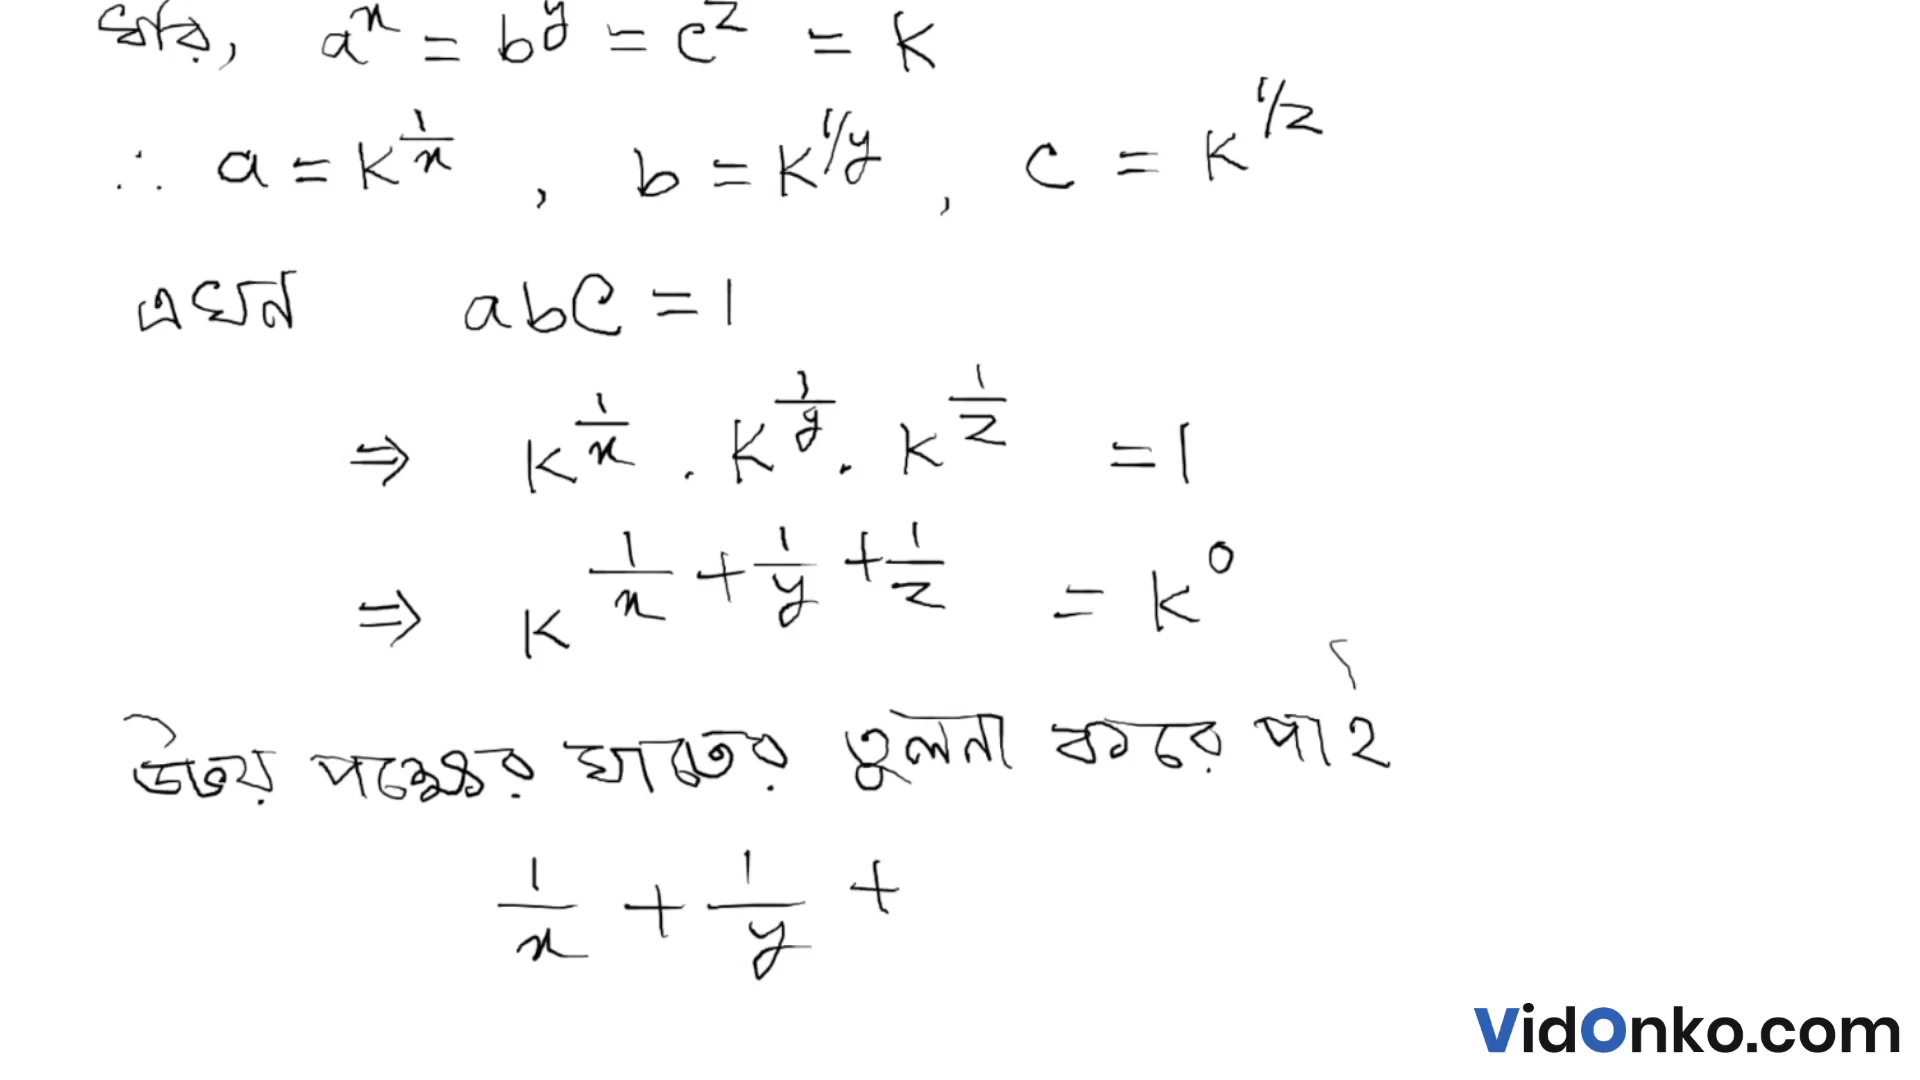 ধরি, a^x = b^y = c^z = K
∴ a = K^{1/x} , b = K^{1/y} , c = K^{1/z}
এখন abc = 1
⇒ K^{1/x} . K^{1/y} . K^{1/z} = 1
⇒ K^{1/x + 1/y + 1/z} = K^0
উভয় পক্ষের ঘাতের তুলনা করে পাই
1/x + 1/y +
VidOnko.com